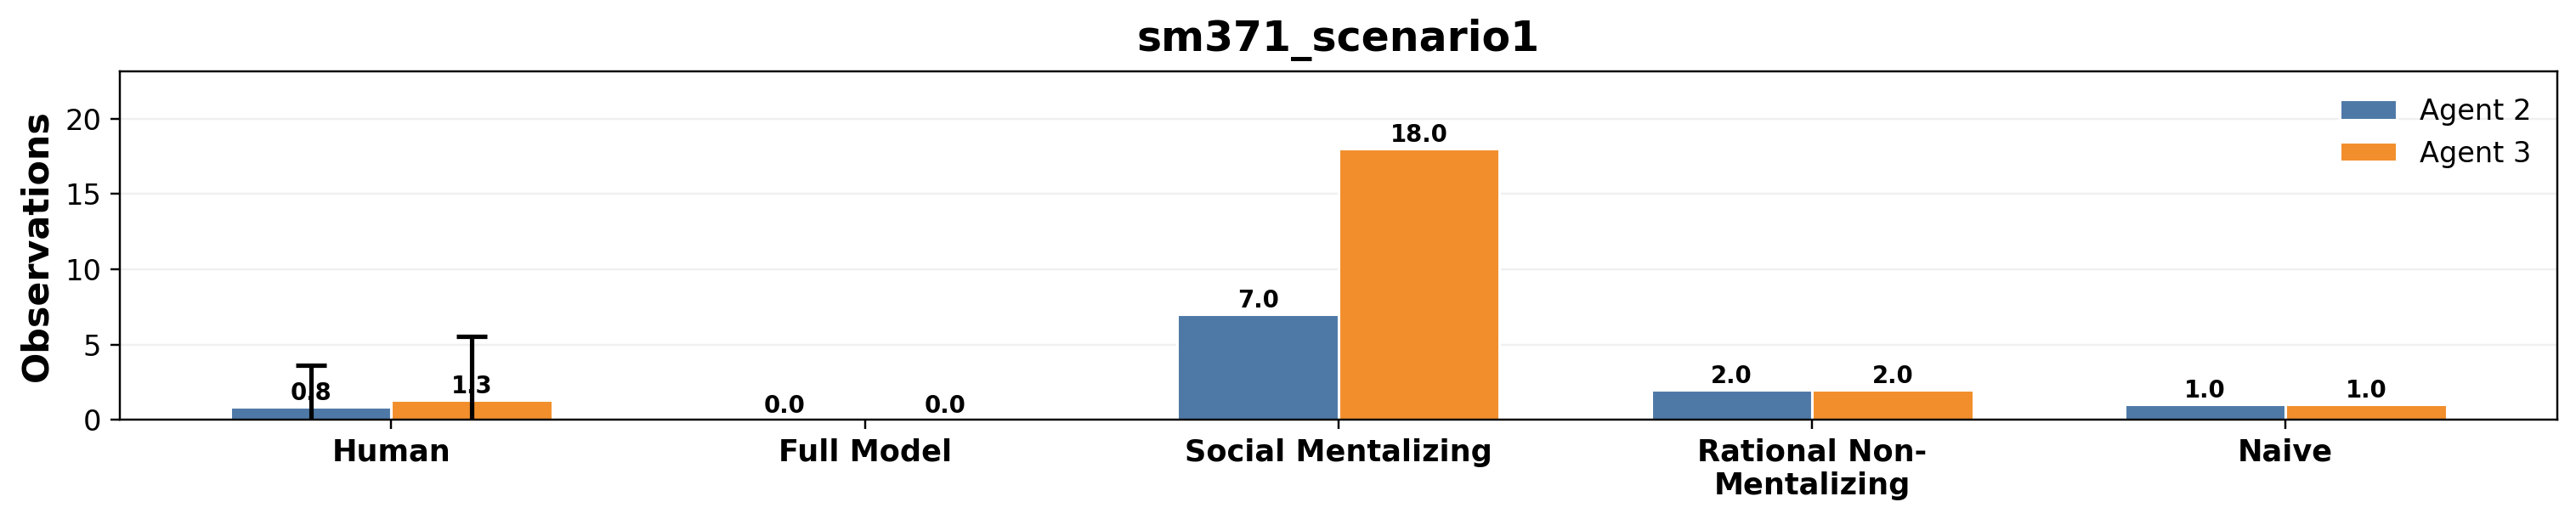 sm371_scenario1
Observations
20
15
10
5
0
Agent 2
Agent 3
0.8
1.3
0.0
0.0
7.0
18.0
2.0
2.0
1.0
1.0
Human
Full Model
Social Mentalizing
Rational Non-
Mentalizing
Naive